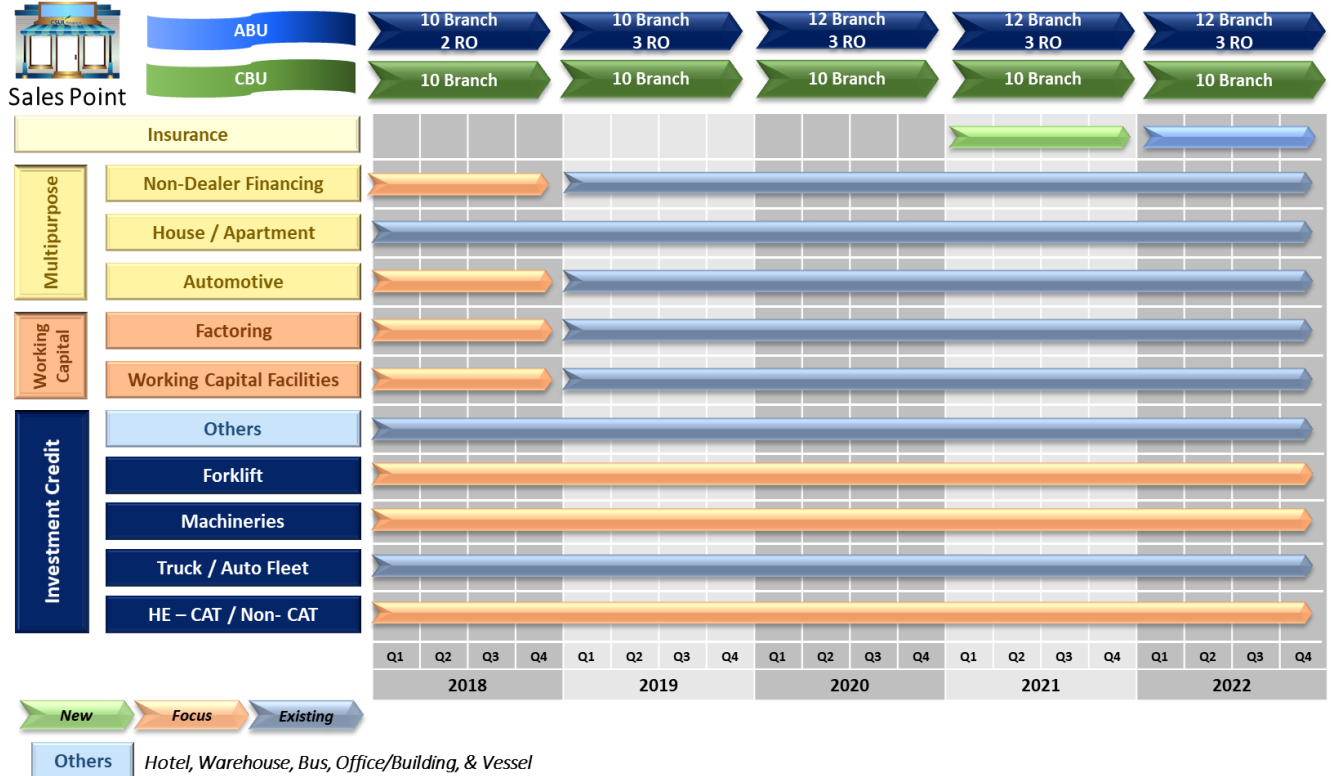 Sales Point
ABU
10 Branch
2 RO
10 Branch
3 RO
12 Branch
3 RO
12 Branch
3 RO
12 Branch
3 RO
CBU
10 Branch
10 Branch
10 Branch
10 Branch
10 Branch
Insurance
Multipurpose
Non-Dealer Financing
House / Apartment
Automotive
Working
Capital
Factoring
Working Capital Facilities
Investment Credit
Others
Forklift
Machineries
Truck / Auto Fleet
HE – CAT / Non- CAT
Q1 Q2 Q3 Q4 Q1 Q2 Q3 Q4 Q1 Q2 Q3 Q4 Q1 Q2 Q3 Q4 Q1 Q2 Q3 Q4
2018 2019 2020 2021 2022
New Focus Existing
Others Hotel, Warehouse, Bus, Office/Building, & Vessel